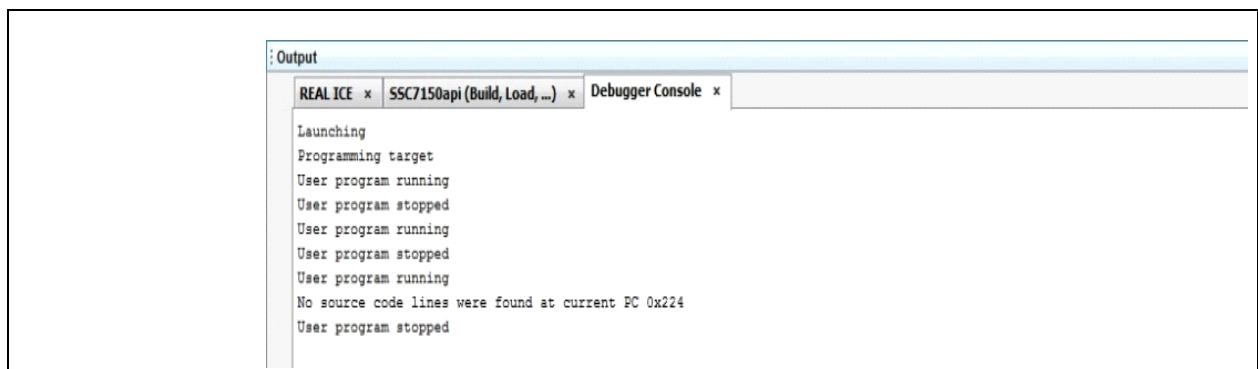 Output
REAL ICE x SSC7150api (Build, Load, ...) x Debugger Console x
Launching
Programming target
User program running
User program stopped
User program running
User program stopped
User program running
No source code lines were found at current PC 0x224
User program stopped